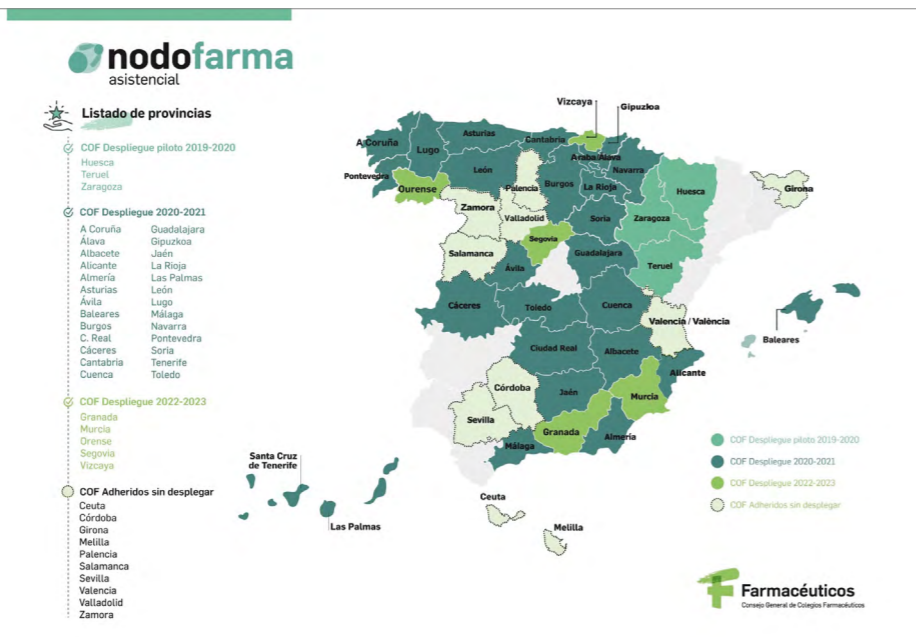 nodofarma
asistencial
Listado de provincias
COF Despliegue piloto 2019-2020
Huesca
Teruel
Zaragoza
COF Despliegue 2020-2021
A Coruña
Álava
Albacete
Alicante
Almería
Asturias
Ávila
Baleares
Burgos
C. Real
Cáceres
Cantabria
Cuenca
Guadalajara
Gipuzkoa
Jaén
La Rioja
Las Palmas
León
Lugo
Málaga
Navarra
Pontevedra
Soria
Tenerife
Toledo
COF Despliegue 2022-2023
Granada
Murcia
Orense
Segovia
Vizcaya
COF Adheridos sin desplegar
Ceuta
Córdoba
Girona
Melilla
Palencia
Salamanca
Sevilla
Valencia
Valladolid
Zamora
Vizcaya
Gipuzkoa
A Coruña
Lugo
Asturias
Cantabria
Araba/Álava
Navarra
Pontevedra
Ourense
León
Palencia
Burgos
La Rioja
Huesca
Girona
Zamora
Valladolid
Soria
Zaragoza
Segovia
Salamanca
Ávila
Guadalajara
Teruel
Cáceres
Toledo
Cuenca
Valencia / València
Baleares
Ciudad Real
Albacete
Alicante
Córdoba
Jaén
Murcia
Sevilla
Granada
Almería
Málaga
Santa Cruz
de Tenerife
Las Palmas
Ceuta
Melilla
COF Despliegue piloto 2019-2020
COF Despliegue 2020-2021
COF Despliegue 2022-2023
COF Adheridos sin desplegar
Farmacéuticos
Consejo General de Colegios Farmacéuticos